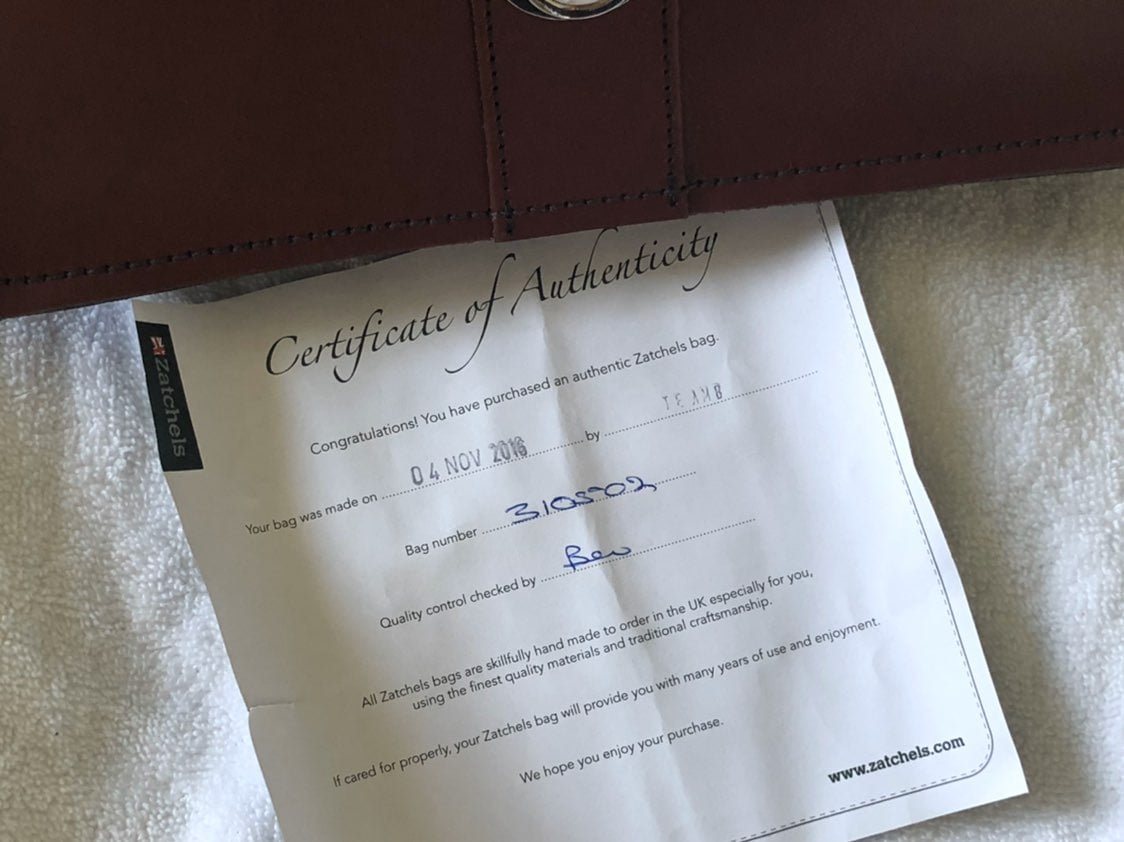 Certificate of Authenticity
Zatchels
Congratulations! You have purchased an authentic Zatchels bag.
Your bag was made on 04 NOV 2016 by
Bag number 310502
Quality control checked by Bev
All Zatchels bags are skillfully hand made to order in the UK especially for you,
using the finest quality materials and traditional craftsmanship.
If cared for properly, your Zatchels bag will provide you with many years of use and enjoyment.
We hope you enjoy your purchase.
www.zatchels.com